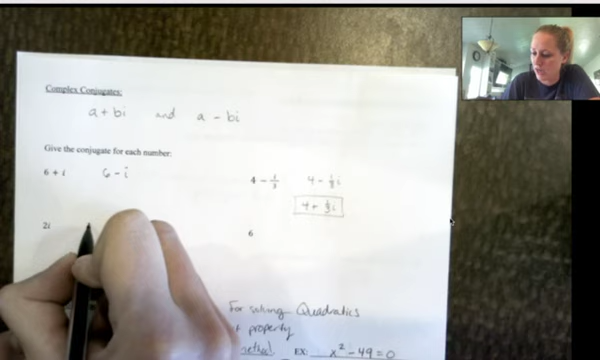 Complex Conjugates:
a + bi and a - bi
Give the conjugate for each number:
6 + i 6 - i
4 - i/3 4 - 1/3 i
4 + 1/3 i
2i 6
For solving Quadratics
property
method. EX: x² - 49 = 0